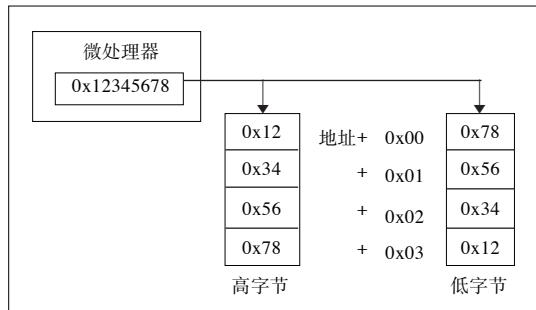 微处理器
0x12345678
0x12 地址+ 0x00 0x78
0x34 + 0x01 0x56
0x56 + 0x02 0x34
0x78 + 0x03 0x12
高字节 低字节